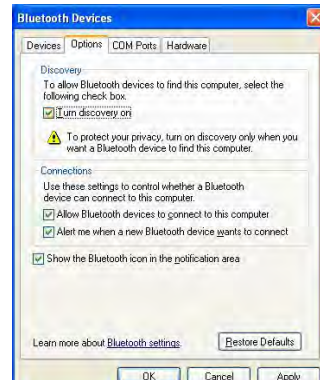 Bluetooth Devices
Devices Options COM Ports Hardware
Discovery
To allow Bluetooth devices to find this computer, select the
following check box.
Turn discovery on
To protect your privacy, turn on discovery only when you
want a Bluetooth device to find this computer.
Connections
Use these settings to control whether a Bluetooth
device can connect to this computer.
Allow Bluetooth devices to connect to this computer
Alert me when a new Bluetooth device wants to connect
Show the Bluetooth icon in the notification area
Learn more about Bluetooth settings. Restore Defaults
OK Cancel Apply